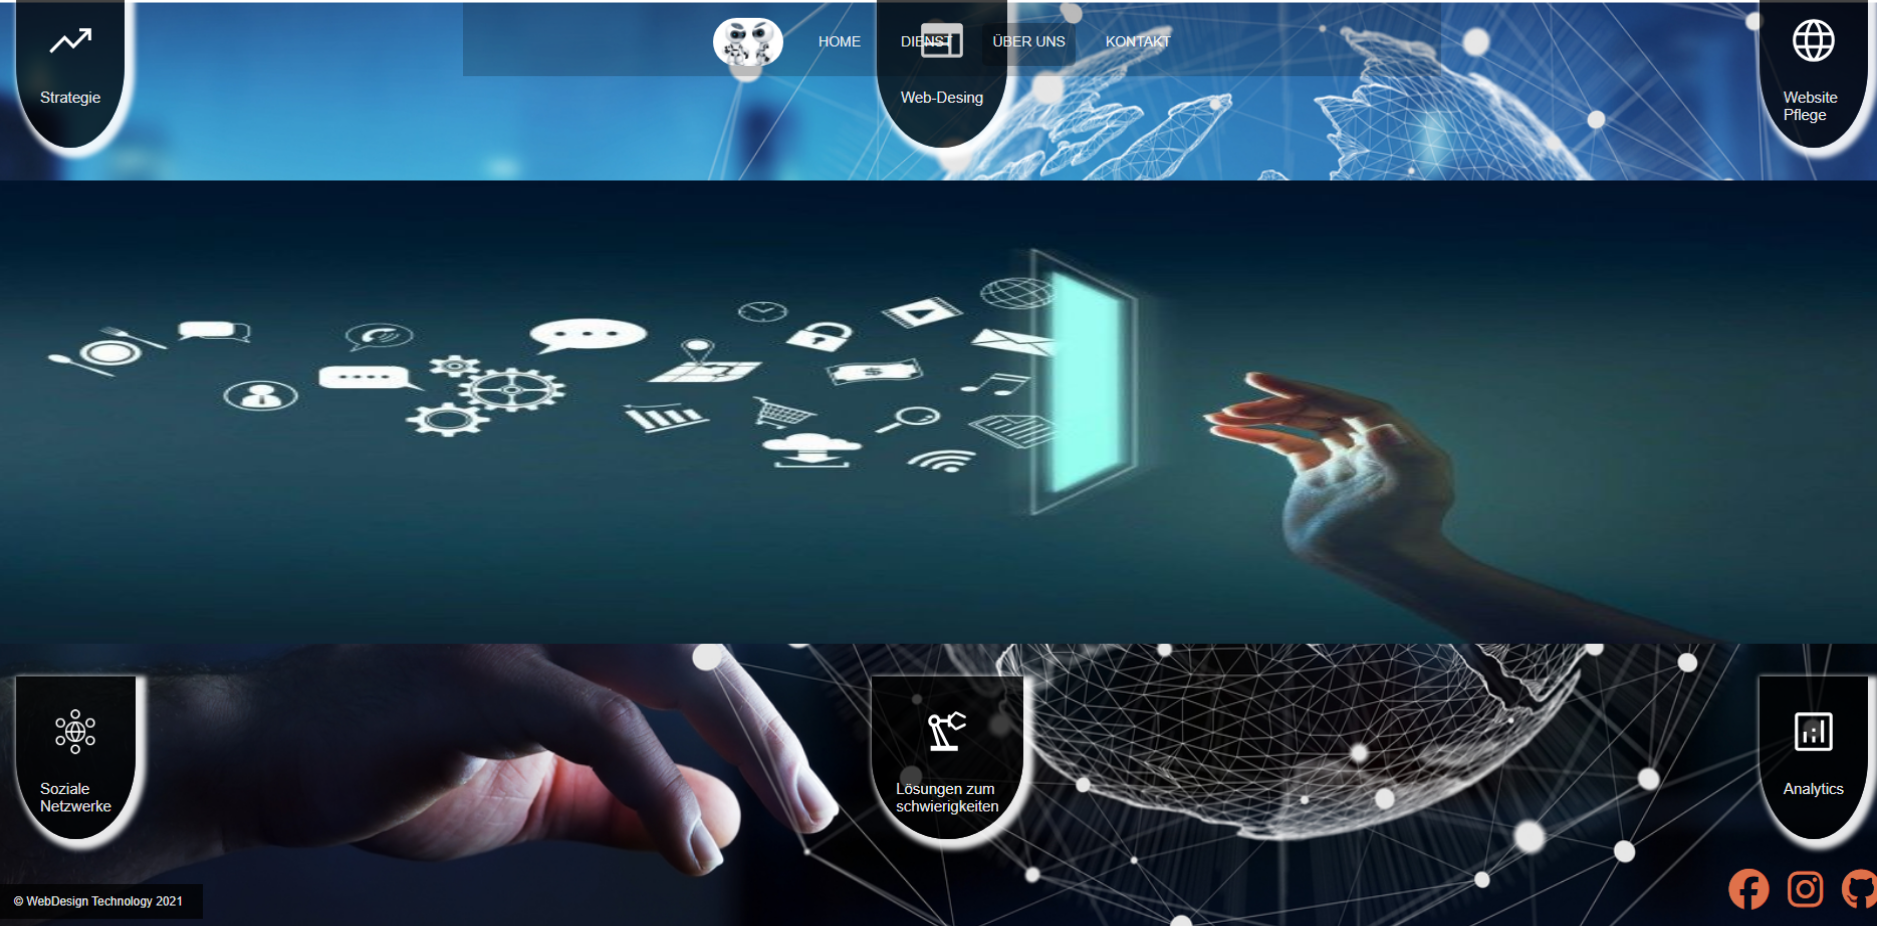 HOME DIENST ÜBER UNS KONTAKT
Strategie
Web-Desing
Website
Pflege
Soziale
Netzwerke
Lösungen zum
schwierigkeiten
Analytics
© WebDesign Technology 2021